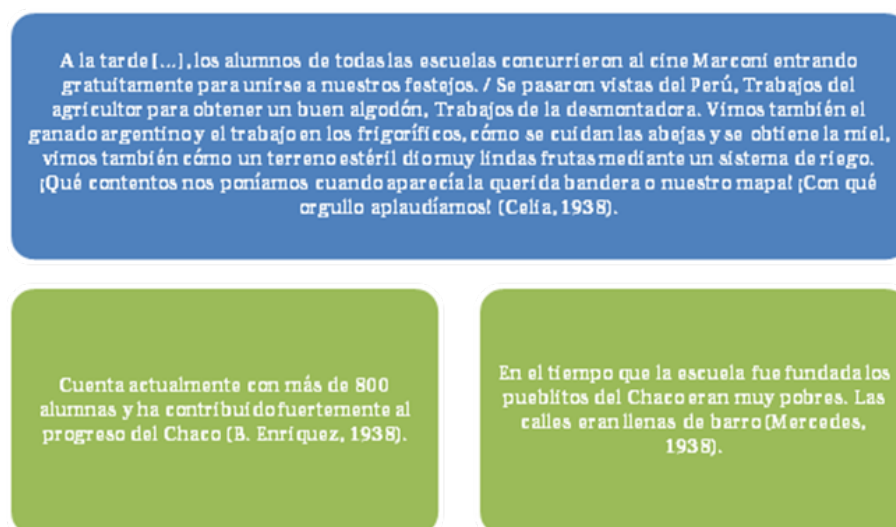 A la tarde [...], los alumnos de todas las escuelas concurrieron al cine Marconi entrando
gratuitamente para unirse a nuestros festejos. / Se pasaron vistas del Perú, Trabajos del
agricultor para obtener un buen algodón, Trabajos de la desmontadora. Vimos también el
ganado argentino y el trabajo en los frigoríficos, cómo se cuidan las abejas y se obtiene la miel,
vimos también cómo un terreno estéril dio muy lindas frutas mediante un sistema de riego.
¡Qué contentos nos poníamos cuando aparecía la querida bandera o nuestro mapa! ¡Con qué
orgullo aplaudíamos! (Celia, 1938).
Cuenta actualmente con más de 800
alumnas y ha contribuído fuertemente al
progreso del Chaco (B. Enríquez, 1938).
En el tiempo que la escuela fue fundada los
pueblitos del Chaco eran muy pobres. Las
calles eran llenas de barro (Mercedes,
1938).